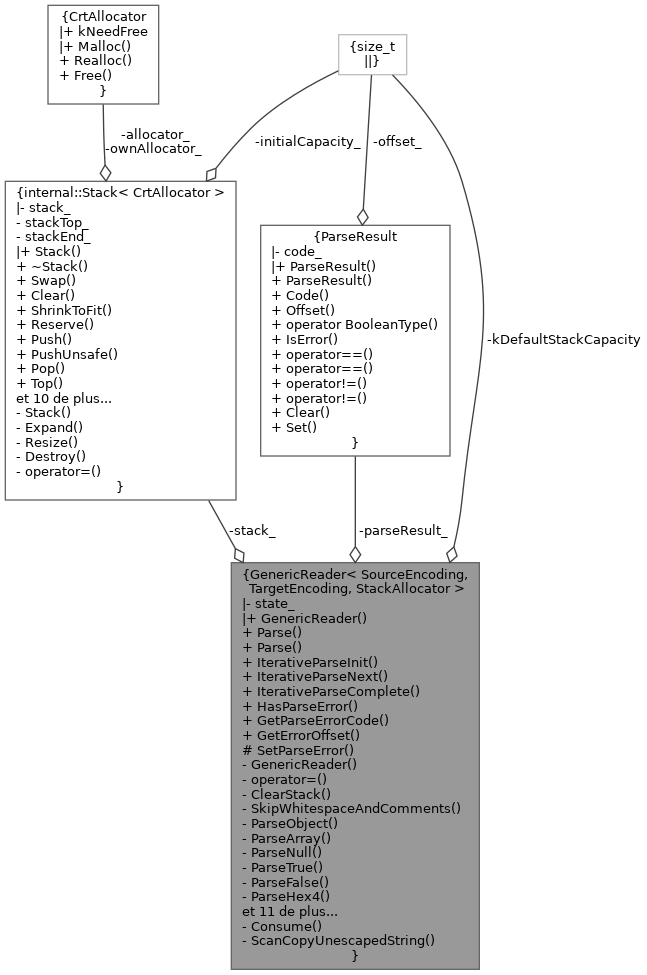 {CrtAllocator
|+ kNeedFree
|+ Malloc()
+ Realloc()
+ Free()
}
{size_t
||}
-allocator_
-ownAllocator_
-initialCapacity_
-offset_
{internal::Stack< CrtAllocator >
|- stack_
- stackTop_
- stackEnd_
|+ Stack()
+ ~Stack()
+ Swap()
+ Clear()
+ ShrinkToFit()
+ Reserve()
+ Push()
+ PushUnsafe()
+ Pop()
+ Top()
et 10 de plus...
- Stack()
- Expand()
- Resize()
- Destroy()
- operator=()
}
{ParseResult
|- code_
|+ ParseResult()
+ ParseResult()
+ Code()
+ Offset()
+ operator BooleanType()
+ IsError()
+ operator==()
+ operator==()
+ operator!=()
+ operator!=()
+ Clear()
+ Set()
}
-kDefaultStackCapacity
-stack_
-parseResult_
{GenericReader< SourceEncoding,
TargetEncoding, StackAllocator >
|- state_
|+ GenericReader()
+ Parse()
+ Parse()
+ IterativeParseInit()
+ IterativeParseNext()
+ IterativeParseComplete()
+ HasParseError()
+ GetParseErrorCode()
+ GetErrorOffset()
# SetParseError()
- GenericReader()
- operator=()
- ClearStack()
- SkipWhitespaceAndComments()
- ParseObject()
- ParseArray()
- ParseNull()
- ParseTrue()
- ParseFalse()
- ParseHex4()
et 11 de plus...
- Consume()
- ScanCopyUnescapedString()
}